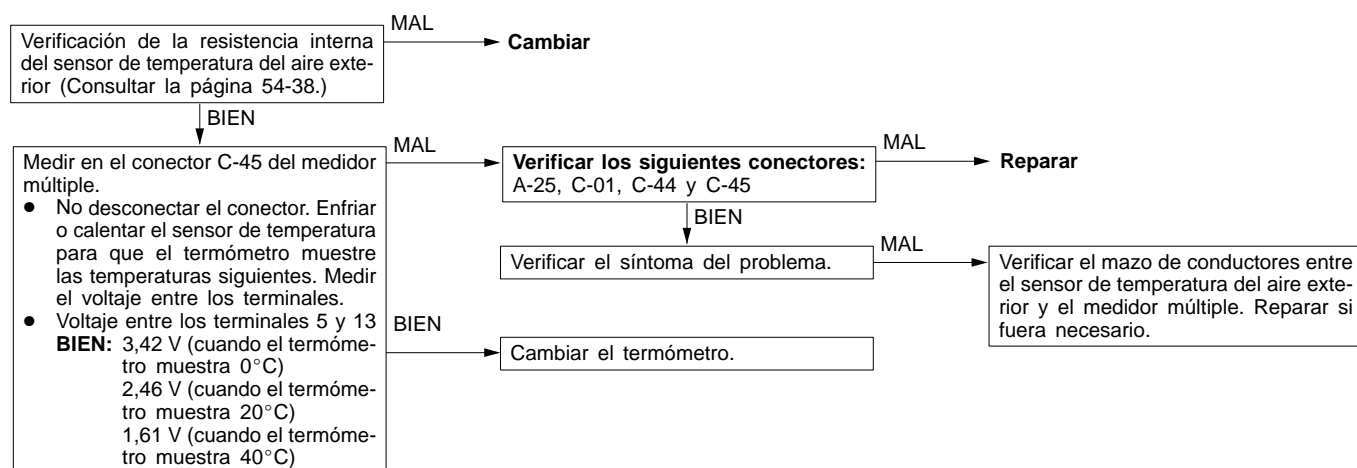 Verificación de la resistencia interna
del sensor de temperatura del aire exte-
rior (Consultar la página 54-38.)
MAL
Cambiar
BIEN
Medir en el conector C-45 del medidor
múltiple.
● No desconectar el conector. Enfriar
o calentar el sensor de temperatura
para que el termómetro muestre
las temperaturas siguientes. Medir
el voltaje entre los terminales.
● Voltaje entre los terminales 5 y 13
BIEN: 3,42 V (cuando el termóme-
tro muestra 0°C)
2,46 V (cuando el termóme-
tro muestra 20°C)
1,61 V (cuando el termóme-
tro muestra 40°C)
MAL
Verificar los siguientes conectores:
A-25, C-01, C-44 y C-45
MAL
Reparar
BIEN
Verificar el síntoma del problema.
MAL
Verificar el mazo de conductores entre
el sensor de temperatura del aire exte-
rior y el medidor múltiple. Reparar si
fuera necesario.
BIEN
Cambiar el termómetro.